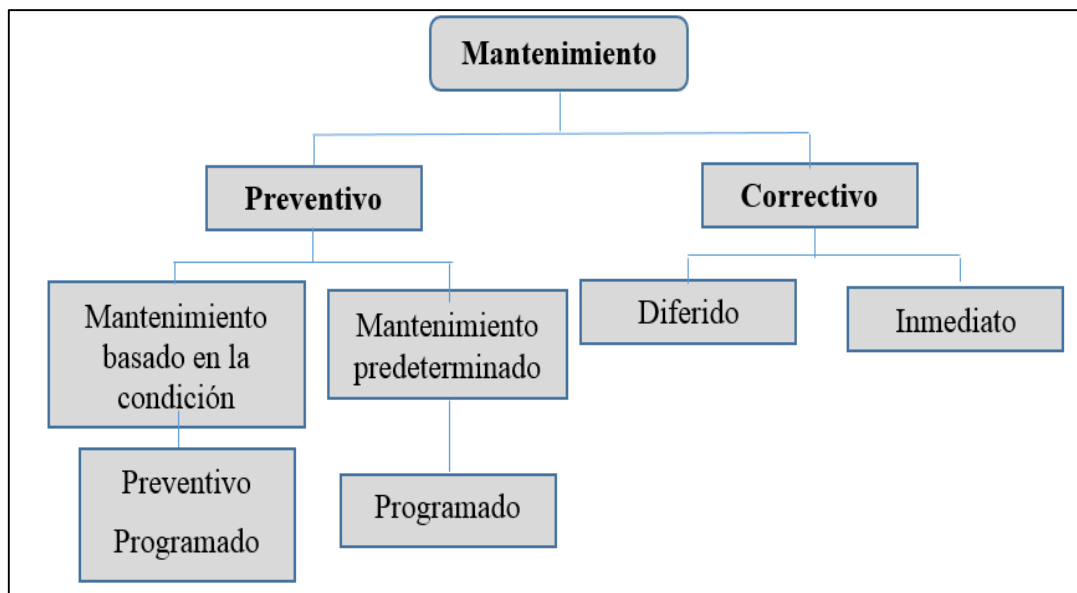 Mantenimiento
Preventivo
Correctivo
Mantenimiento
basado en la
condición
Mantenimiento
predeterminado
Diferido
Inmediato
Preventivo
Programado
Programado